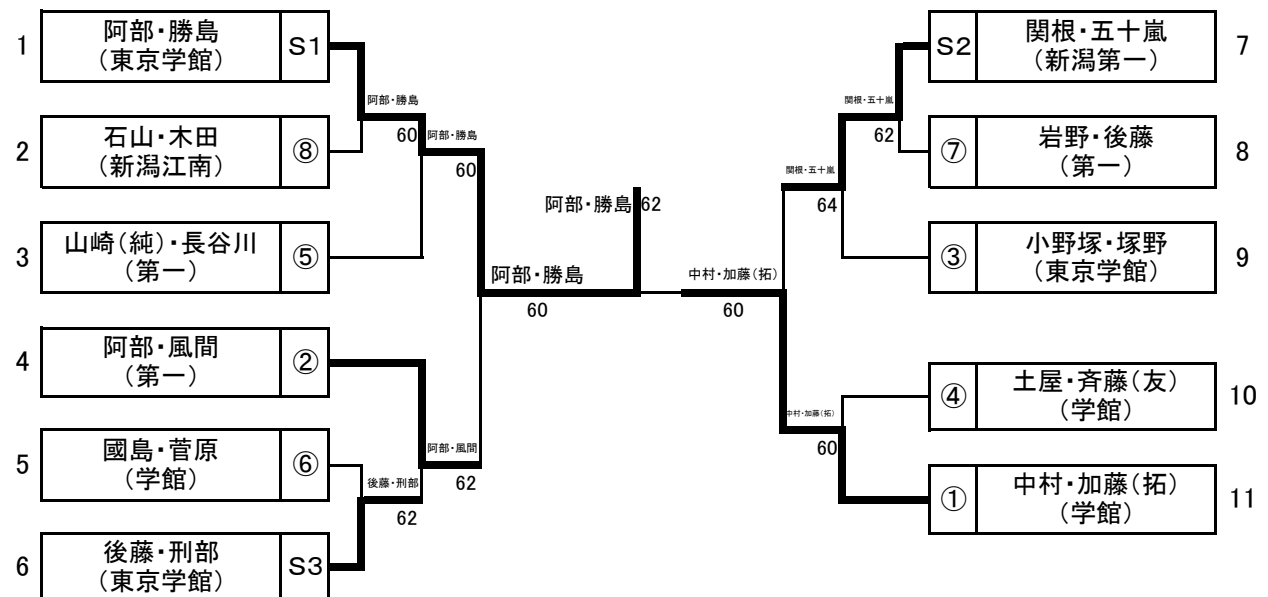 1
阿部・勝島
(東京学館)
S1
2
石山・木田
(新潟江南)
⑧
3
山崎(純)・長谷川
(第一)
⑤
4
阿部・風間
(第一)
②
5
國島・菅原
(学館)
⑥
6
後藤・刑部
(東京学館)
S3
阿部・勝島
60
阿部・勝島
60
後藤・刑部
62
阿部・風間
62
阿部・勝島
60
阿部・勝島
62
中村・加藤(拓)
60
関根・五十嵐
64
関根・五十嵐
62
中村・加藤(拓)
60
S2
関根・五十嵐
(新潟第一)
7
⑦
岩野・後藤
(第一)
8
③
小野塚・塚野
(東京学館)
9
④
土屋・斉藤(友)
(学館)
10
①
中村・加藤(拓)
(学館)
11